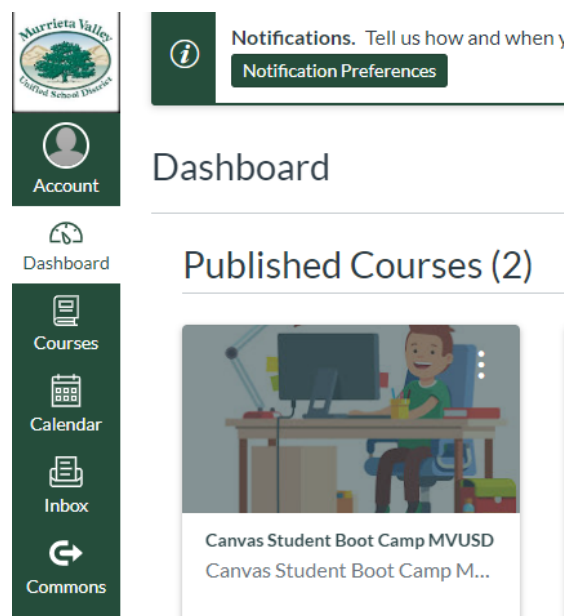 Murrieta Valley
Unified School District
Notifications. Tell us how and when
Notification Preferences
Account
Dashboard
Dashboard
Published Courses (2)
Courses
Calendar
Inbox
Commons
Canvas Student Boot Camp MVUSD
Canvas Student Boot Camp M...